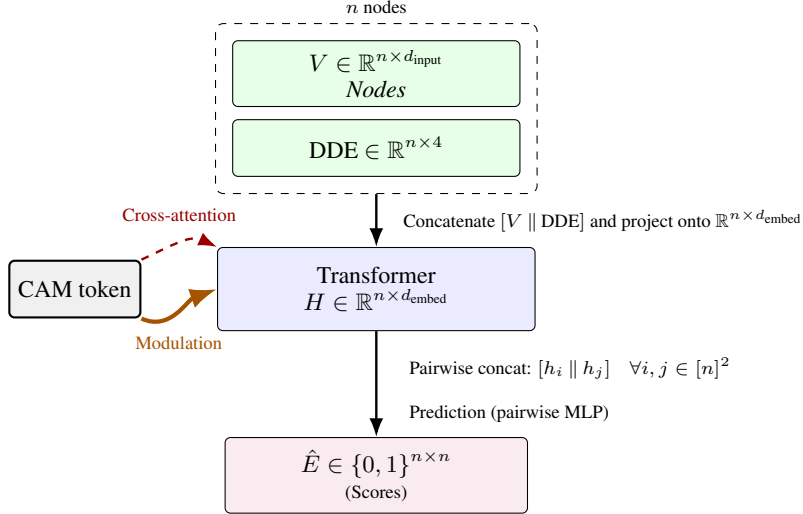 n nodes
V ∈ ℝ^{n×d_input}
Nodes
DDE ∈ ℝ^{n×4}
Cross-attention
Concatenate [V ∥ DDE] and project onto ℝ^{n×d_embed}
CAM token
Transformer
H ∈ ℝ^{n×d_embed}
Modulation
Pairwise concat: [h_i ∥ h_j] ∀i, j ∈ [n]^2
Prediction (pairwise MLP)
Ê ∈ {0, 1}^{n×n}
(Scores)